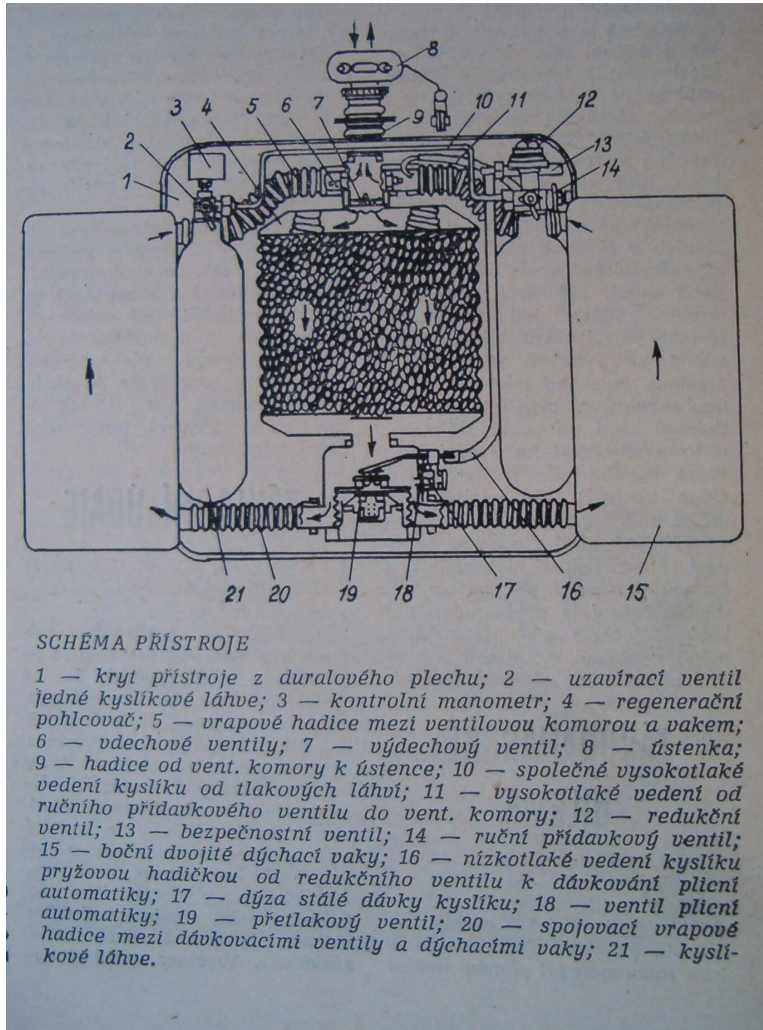 8
3 4 5 6 7 9 10 11 12
2 13
1 14
21 20 19 18 17 16 15
SCHÉMA PŘÍSTROJE
1 — kryt přístroje z duralového plechu; 2 — uzavírací ventil
jedné kyslíkové láhve; 3 — kontrolní manometr; 4 — regenerační
pohlcovač; 5 — vrapové hadice mezi ventilovou komorou a vakem;
6 — vdechové ventily; 7 — výdechový ventil; 8 — ústenka;
9 — hadice od vent. komory k ústence; 10 — společné vysokotlaké
vedení kyslíku od tlakových láhví; 11 — vysokotlaké vedení od
ručního přídavkového ventilu do vent. komory; 12 — redukční
ventil; 13 — bezpečnostní ventil; 14 — ruční přídavkový ventil;
15 — boční dvojité dýchací vaky; 16 — nízkotlaké vedení kyslíku
pryžovou hadičkou od redukčního ventilu k dávkování plicní
automatiky; 17 — dýza stálé dávky kyslíku; 18 — ventil plicní
automatiky; 19 — přetlakový ventil; 20 — spojovací vrapové
hadice mezi dávkovacími ventily a dýchacími vaky; 21 — kyslí-
kové láhve.